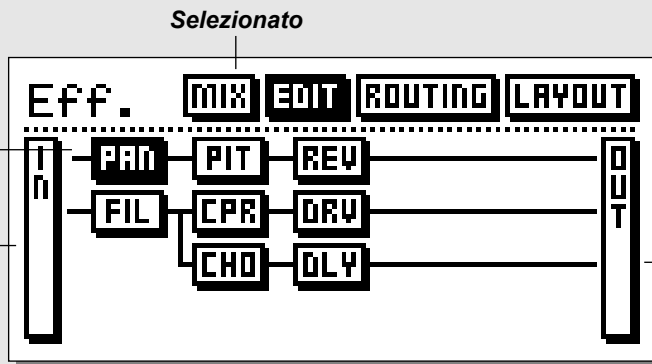 Selezionato
Eff. MIX EDIT ROUTING LAYOUT
In PAN PIT REV OUT
FIL CPR DRV
CHO DLY